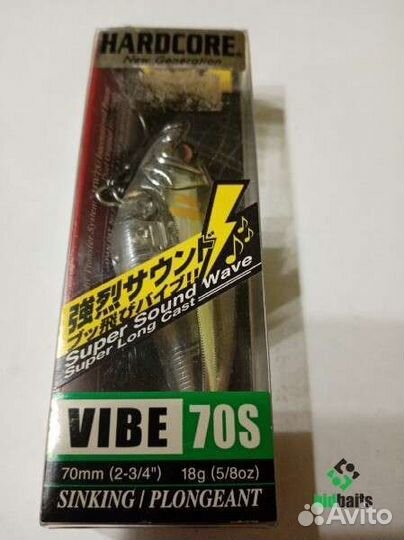 HARDCORE®
New Generation
強烈サウンド
ブッ飛びバイブ!!!
Super Sound Wave
Super Long Cast
VIBE 70S
70mm (2-3/4") 18g (5/8oz)
SINKING / PLONGEANT
bidbaits
Avito